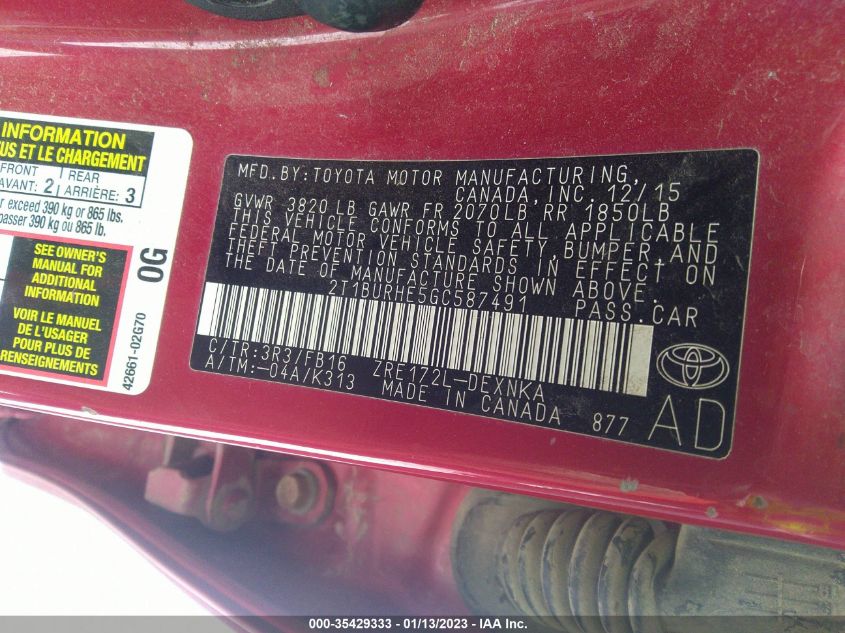 INFORMATION
US ET LE CHARGEMENT
FRONT
AVANT: 2
REAR
ARRIÈRE: 3
r exceed 390 kg or 865 lbs.
passer 390 kg ou 865 lb.
SEE OWNER'S
MANUAL FOR
ADDITIONAL
INFORMATION
VOIR LE MANUEL
DE L'USAGER
POUR PLUS DE
RENSEIGNEMENTS
42661-02G70
0G
MFD.BY:TOYOTA MOTOR MANUFACTURING,
CANADA,INC. 12/15
GVWR 3820LB GAWR FR 2070LB RR 1850LB
THIS VEHICLE CONFORMS TO ALL APPLICABLE
FEDERAL MOTOR VEHICLE SAFETY,BUMPER,AND
THEFT PREVENTION STANDARDS IN EFFECT ON
THE DATE OF MANUFACTURE SHOWN ABOVE.
2T1BURHE5GC587491 PASS.CAR
C/TR:3R3/FB16 ZRE172L-DEXNKA
A/TM:-04A/K313 MADE IN CANADA 877
AD
000-35429333 - 01/13/2023 - IAA Inc.